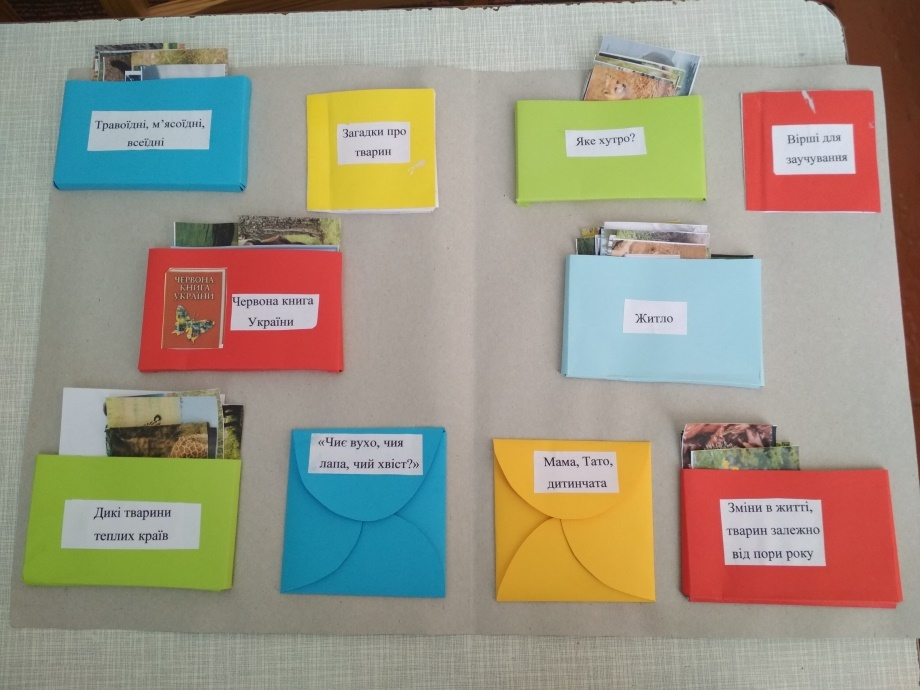 Травоїдні, м’ясоїдні,
всеїдні
Загадки про
тварин
Яке хутро?
Вірші для
заучування
ЧЕРВОНА
КНИГА
УКРАЇНИ
Червона книга
України
Житло
Дикі тварини
теплих країв
«Чиє вухо, чия
лапа, чий хвіст?»
Мама, Тато,
дитинчата
Зміни в житті,
тварин залежно
від пори року